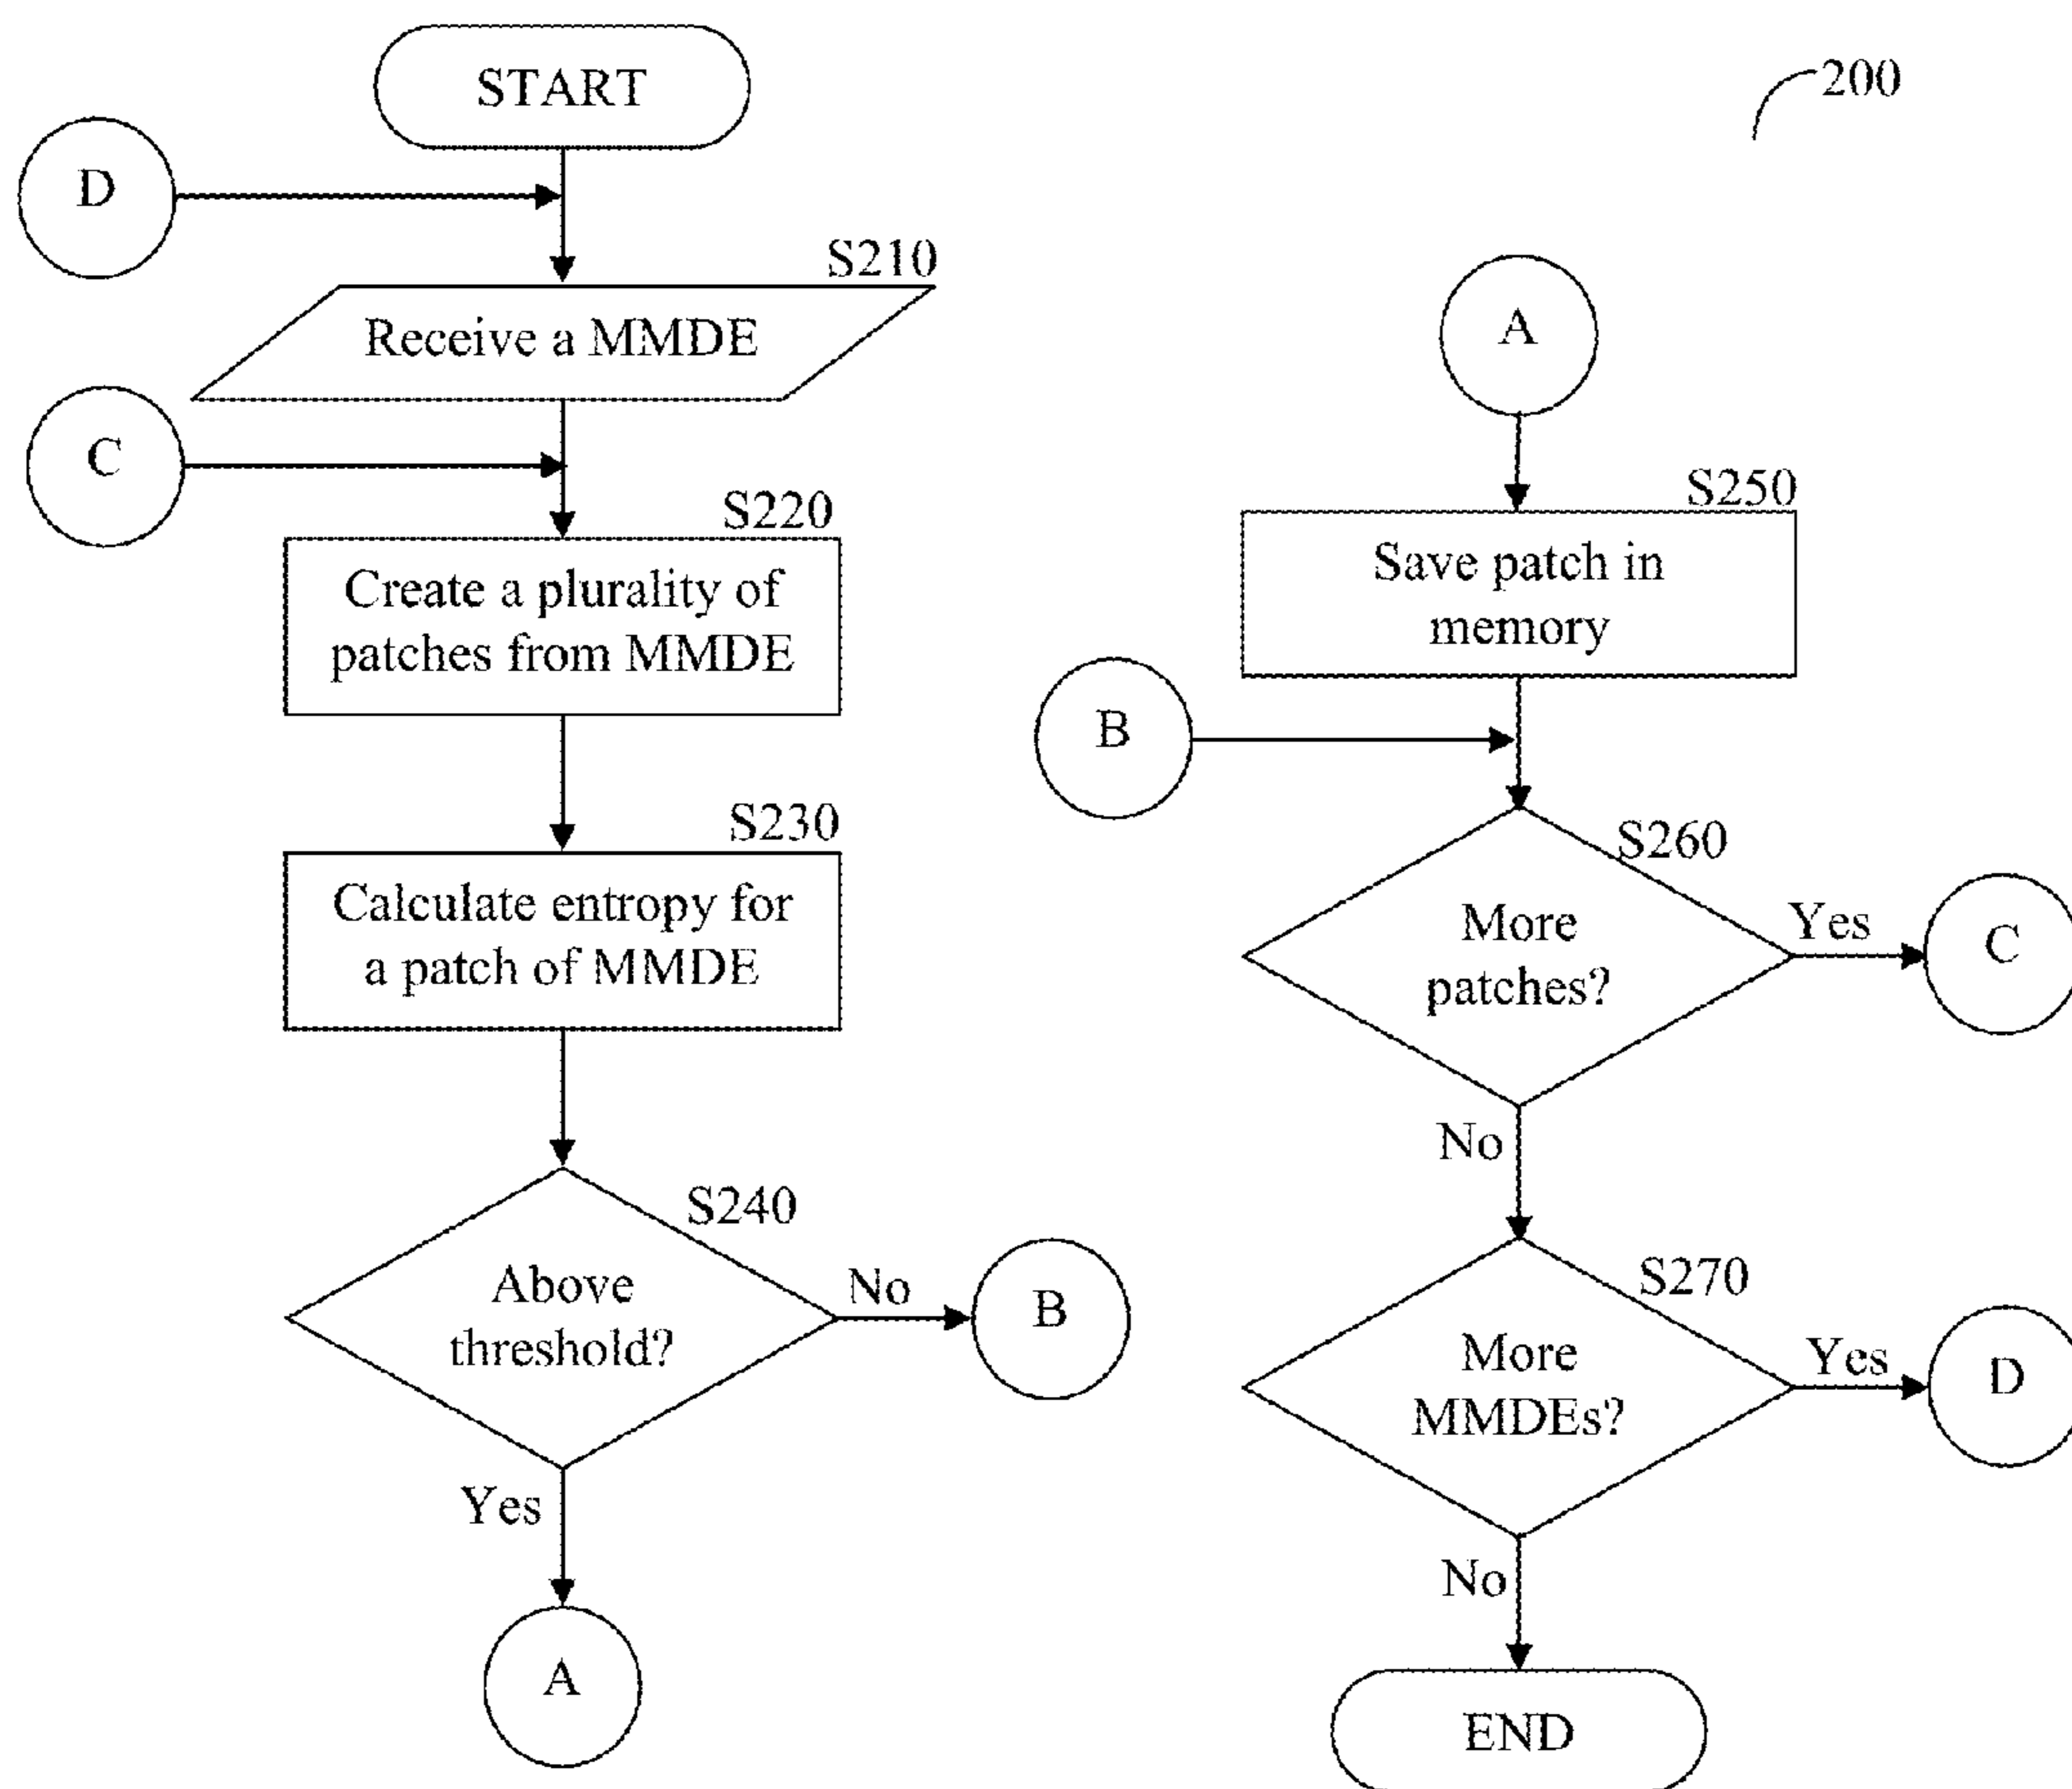 START
200
D
S210
Receive a MMDE
C
S220
Create a plurality of
patches from MMDE
S230
Calculate entropy for
a patch of MMDE
S240
Above
threshold?
No
B
Yes
A
A
S250
Save patch in
memory
B
S260
More
patches?
Yes
C
No
S270
More
MMDEs?
Yes
D
No
END